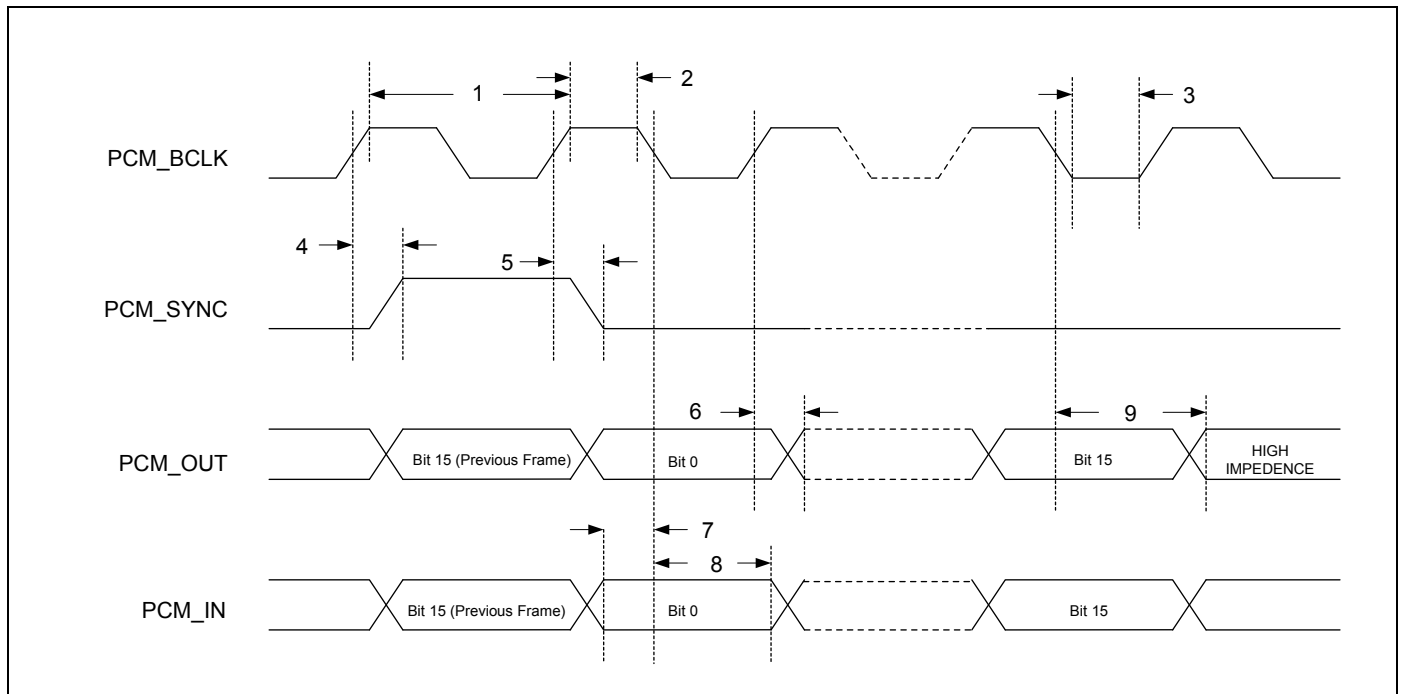 1
2
3
PCM_BCLK
4
5
PCM_SYNC
6
9
PCM_OUT
Bit 15 (Previous Frame)
Bit 0
Bit 15
HIGH
IMPEDENCE
7
8
PCM_IN
Bit 15 (Previous Frame)
Bit 0
Bit 15